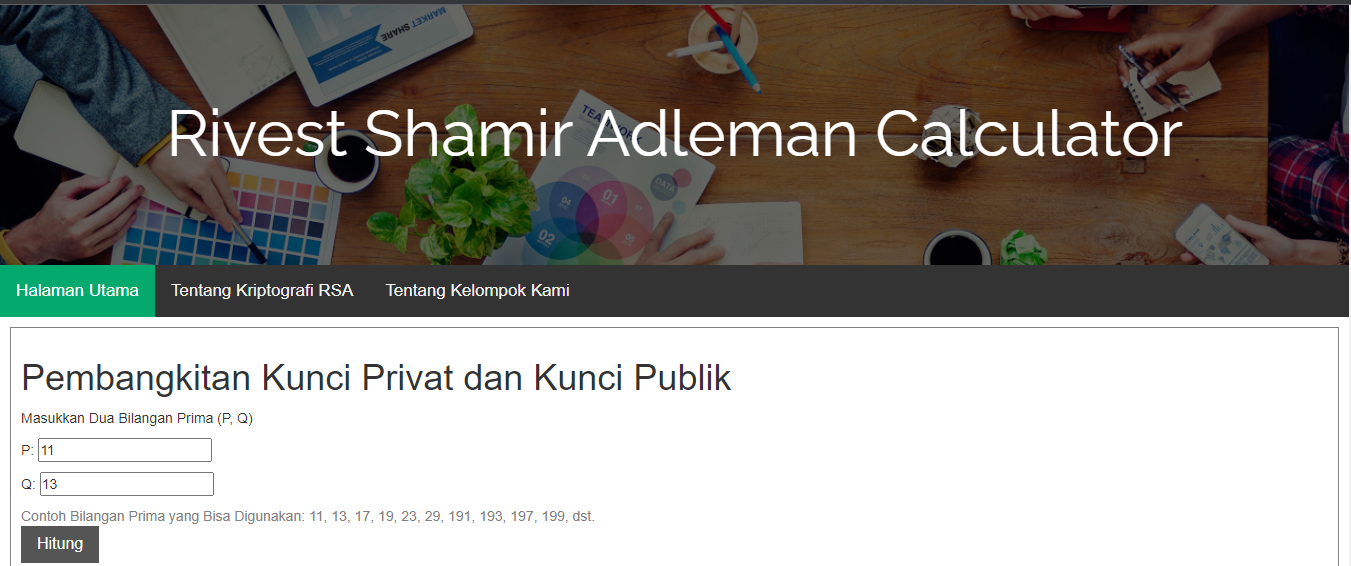 MARKET SHARE
Rivest Shamir Adleman Calculator
DATA
01
04
02
05
Halaman Utama
Tentang Kriptografi RSA
Tentang Kelompok Kami
Pembangkitan Kunci Privat dan Kunci Publik
Masukkan Dua Bilangan Prima (P, Q)
P: 11
Q: 13
Contoh Bilangan Prima yang Bisa Digunakan: 11, 13, 17, 19, 23, 29, 191, 193, 197, 199, dst.
Hitung